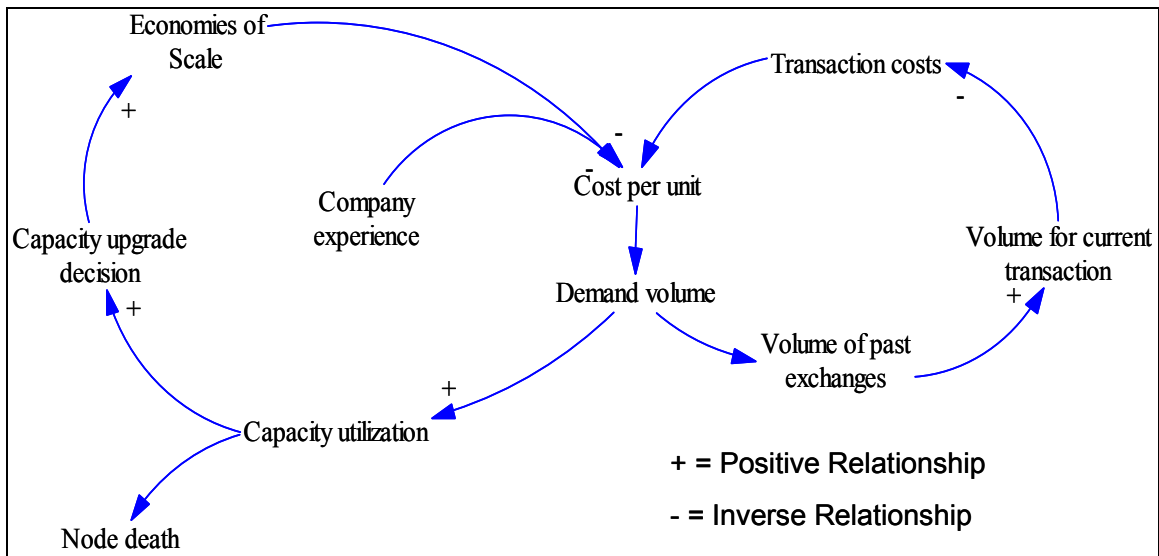 Economies of
Scale
+
Transaction costs
-
-
-
Cost per unit
Company
experience
Capacity upgrade
decision
Volume for current
transaction
+
+
Demand volume
Volume of past
exchanges
+
Capacity utilization
+ = Positive Relationship
- = Inverse Relationship
Node death